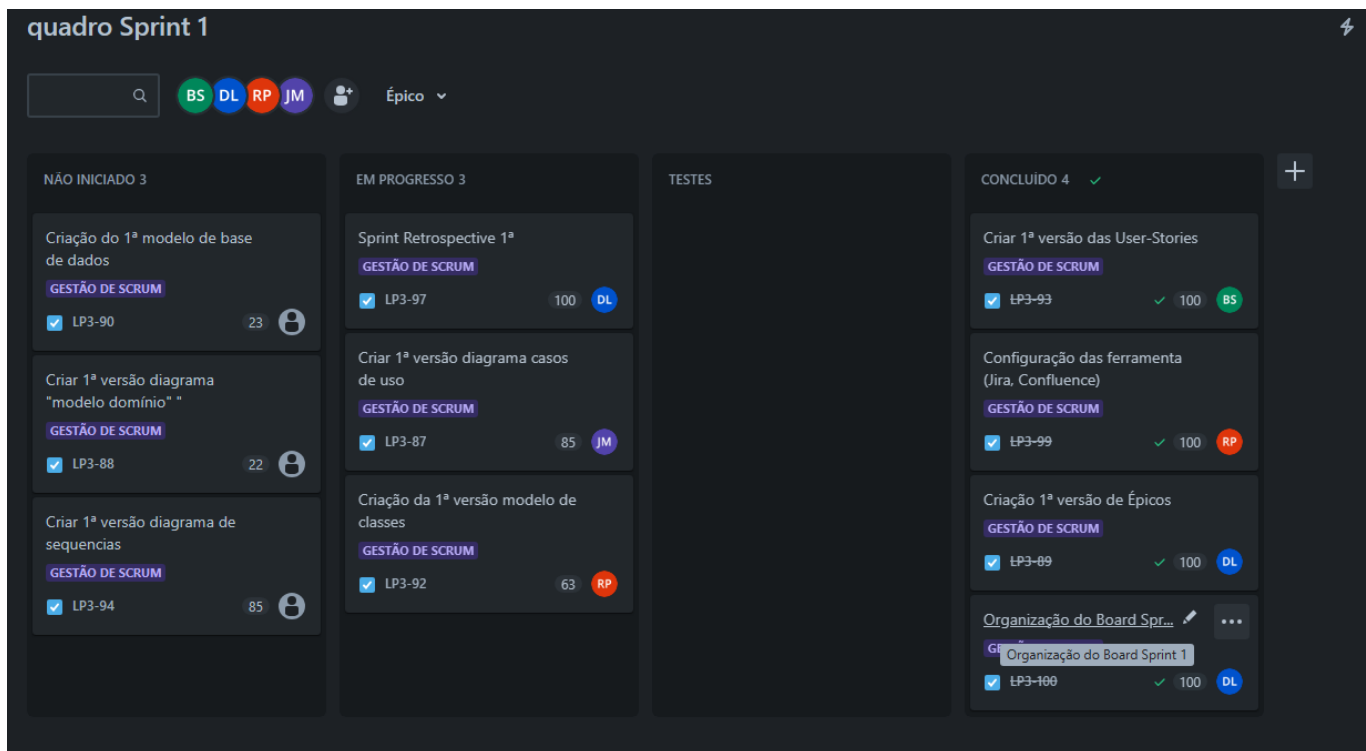 quadro Sprint 1
BS DL RP JM Épico
NÃO INICIADO 3
Criação do 1ª modelo de base
de dados
GESTÃO DE SCRUM
LP3-90 23
Criar 1ª versão diagrama
"modelo domínio" "
GESTÃO DE SCRUM
LP3-88 22
Criar 1ª versão diagrama de
sequencias
GESTÃO DE SCRUM
LP3-94 85
EM PROGRESSO 3
Sprint Retrospective 1ª
GESTÃO DE SCRUM
LP3-97 100 DL
Criar 1ª versão diagrama casos
de uso
GESTÃO DE SCRUM
LP3-87 85 JM
Criação da 1ª versão modelo de
classes
GESTÃO DE SCRUM
LP3-92 63 RP
TESTES
CONCLUÍDO 4
Criar 1ª versão das User-Stories
GESTÃO DE SCRUM
LP3-93 100 BS
Configuração das ferramenta
(Jira, Confluence)
GESTÃO DE SCRUM
LP3-99 100 RP
Criação 1ª versão de Épicos
GESTÃO DE SCRUM
LP3-89 100 DL
Organização do Board Spr...
Organização do Board Sprint 1
LP3-100 100 DL